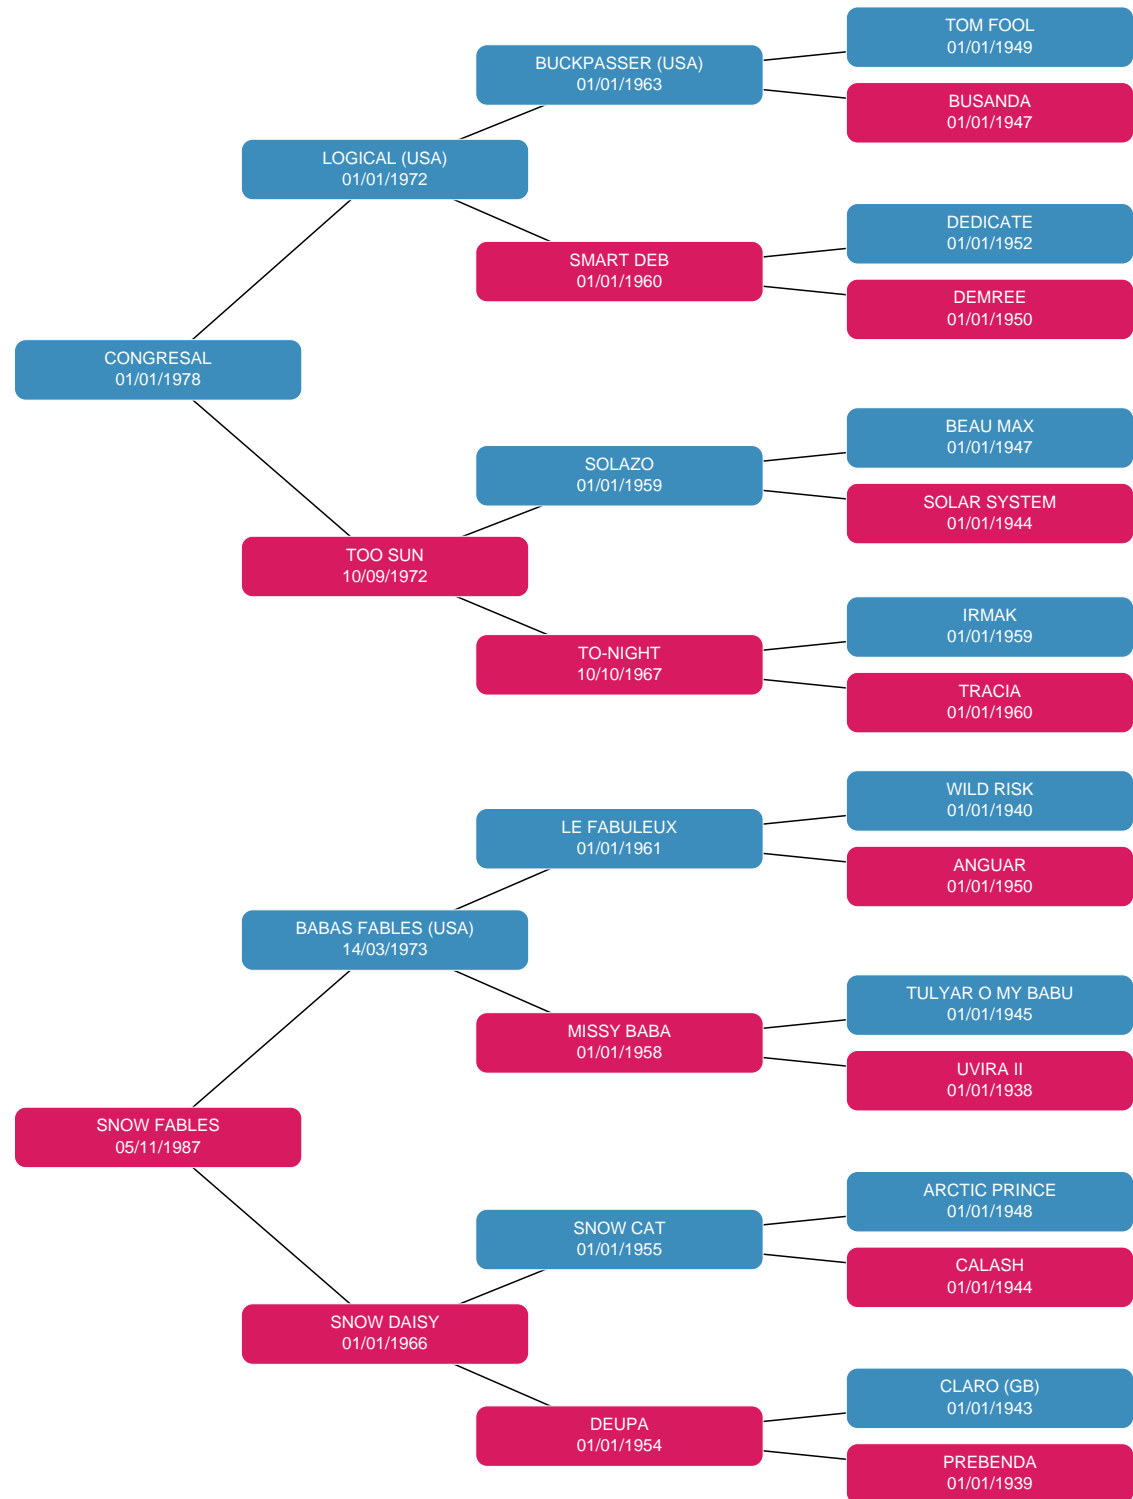 TOM FOOL
01/01/1949
BUCKPASSER (USA)
01/01/1963
BUSANDA
01/01/1947
LOGICAL (USA)
01/01/1972
DEDICATE
01/01/1952
SMART DEB
01/01/1960
DEMREE
01/01/1950
CONGRESAL
01/01/1978
BEAU MAX
01/01/1947
SOLAZO
01/01/1959
SOLAR SYSTEM
01/01/1944
TOO SUN
10/09/1972
IRMAK
01/01/1959
TO-NIGHT
10/10/1967
TRACIA
01/01/1960
WILD RISK
01/01/1940
LE FABULEUX
01/01/1961
ANGUAR
01/01/1950
BABAS FABLES (USA)
14/03/1973
TULYAR O MY BABU
01/01/1945
MISSY BABA
01/01/1958
UVIRA II
01/01/1938
SNOW FABLES
05/11/1987
ARCTIC PRINCE
01/01/1948
SNOW CAT
01/01/1955
CALASH
01/01/1944
SNOW DAISY
01/01/1966
CLARO (GB)
01/01/1943
DEUPA
01/01/1954
PREBENDA
01/01/1939